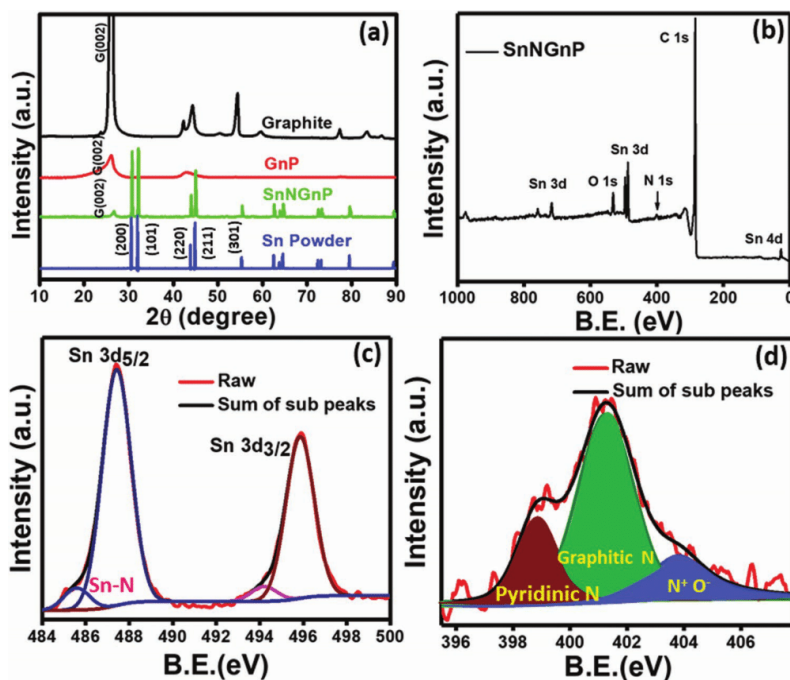 (a)
Intensity (a.u.)
G(002)
Graphite
G(002)
GnP
G(002)
SnNGnP
(200)
(101)
(220)
(211)
(301)
Sn Powder
10 20 30 40 50 60 70 80 90
2θ (degree)
(b)
Intensity (a.u.)
SnNGnP
C 1s
Sn 3d
Sn 3d
O 1s
N 1s
Sn 4d
1000 800 600 400 200 0
B.E. (eV)
(c)
Intensity (a.u.)
Sn 3d5/2
Raw
Sum of sub peaks
Sn 3d3/2
Sn-N
484 486 488 490 492 494 496 498 500
B.E.(eV)
(d)
Intensity (a.u.)
Raw
Sum of sub peaks
Graphitic N
Pyridinic N
N⁺ O⁻
396 398 400 402 404 406
B.E.(eV)